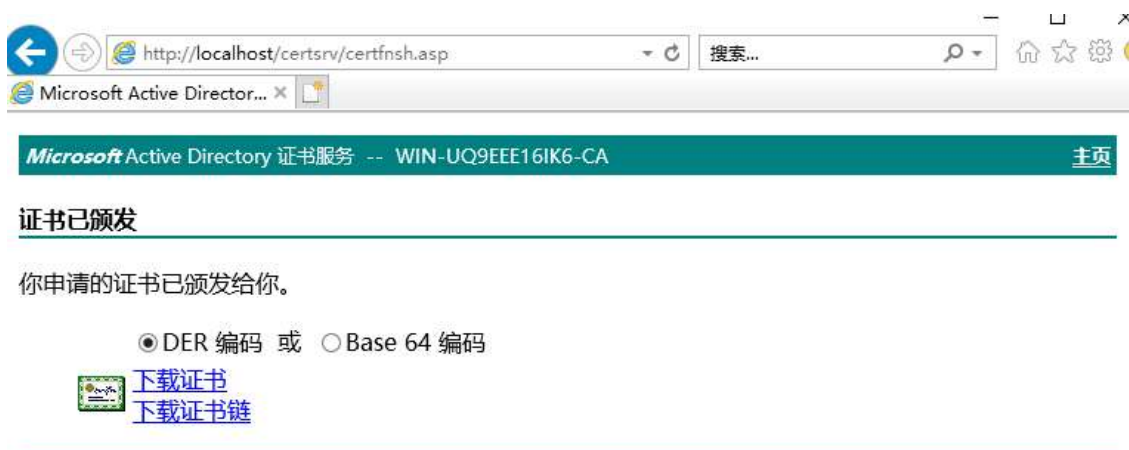 http://localhost/certsrv/certfnsh.asp
搜索...
Microsoft Active Director...
Microsoft Active Directory 证书服务 -- WIN-UQ9EEE16IK6-CA
主页
证书已颁发
你申请的证书已颁发给你。
DER 编码 或 Base 64 编码
下载证书
下载证书链